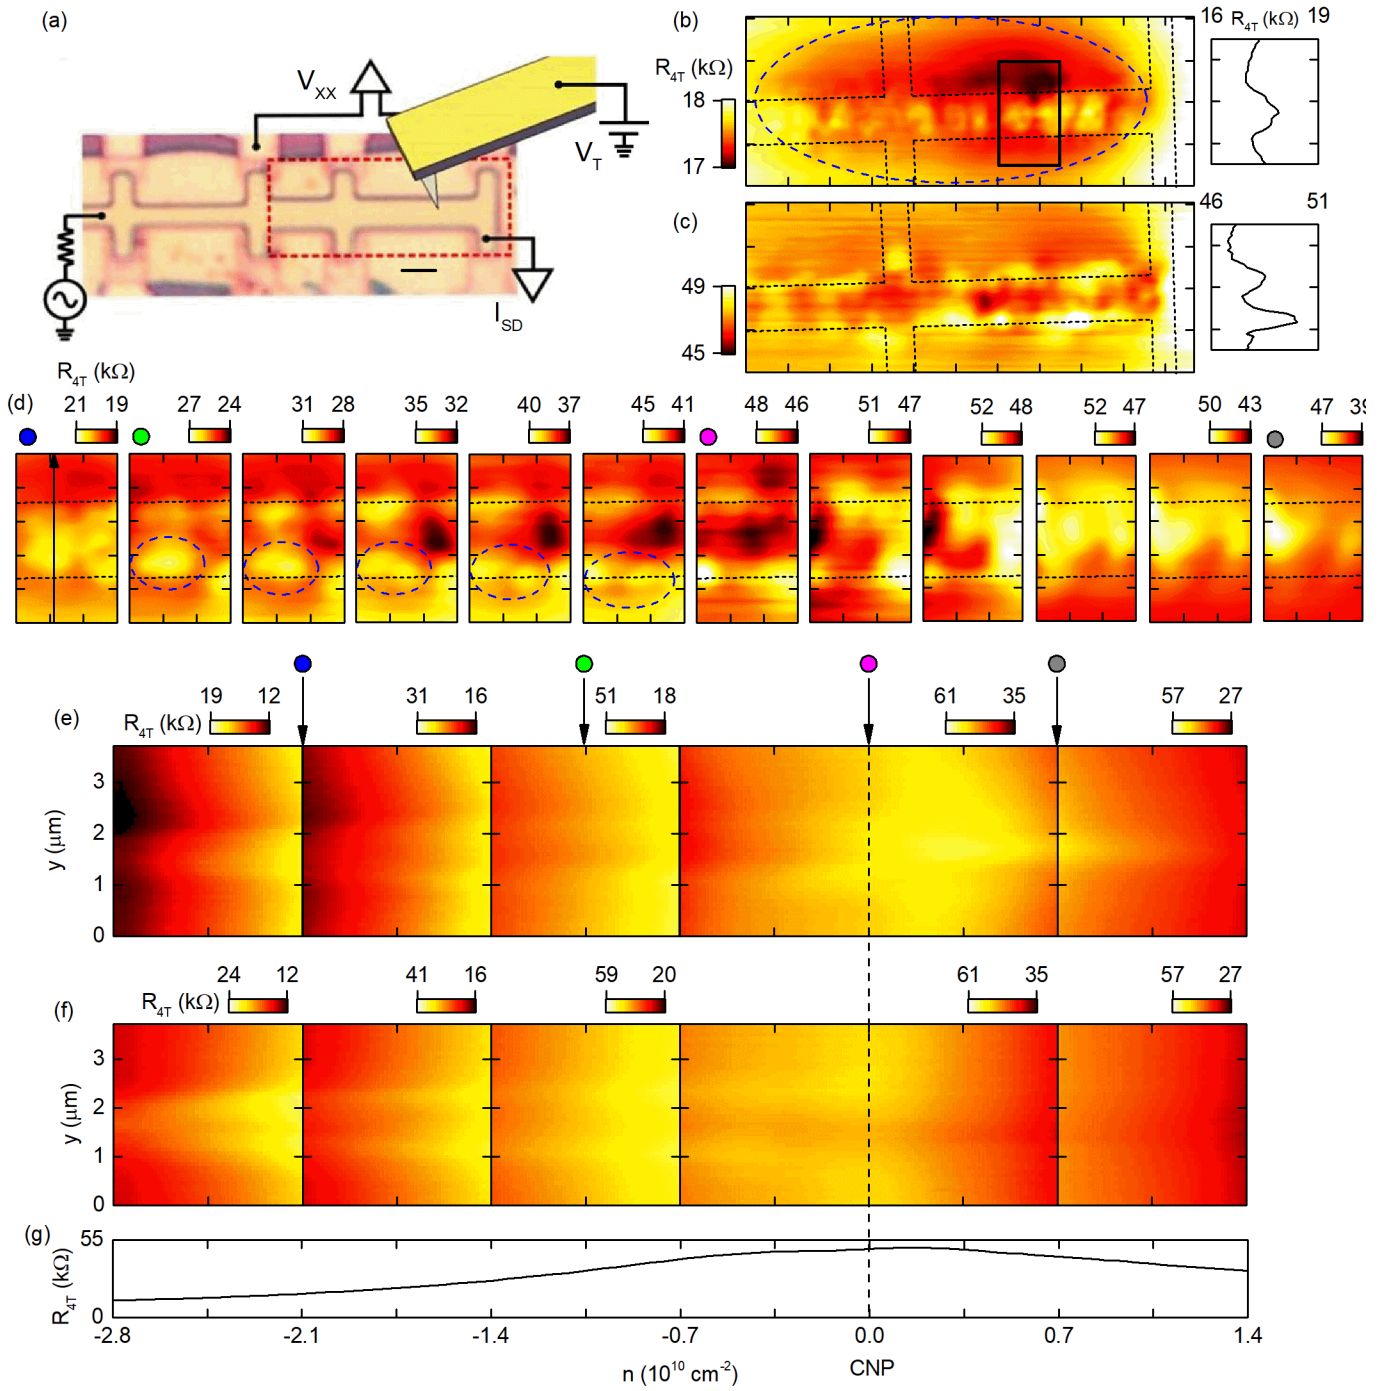 (a)
V_XX
V_T
I_SD
(b)
R_4T
(kΩ)
18
17
16 R_4T (kΩ) 19
(c)
49
45
46 51
R_4T (kΩ)
(d)
21 19 27 24 31 28 35 32 40 37 45 41 48 46 51 47 52 48 52 47 50 43 47 39
(e)
R_4T (kΩ)
19 12 31 16 51 18 61 35 57 27
y (μm)
3
2
1
0
(f)
R_4T (kΩ)
24 12 41 16 59 20 61 35 57 27
y (μm)
3
2
1
0
(g)
R_4T (kΩ)
55
0
-2.8 -2.1 -1.4 -0.7 0.0 0.7 1.4
n (10^10 cm^-2) CNP